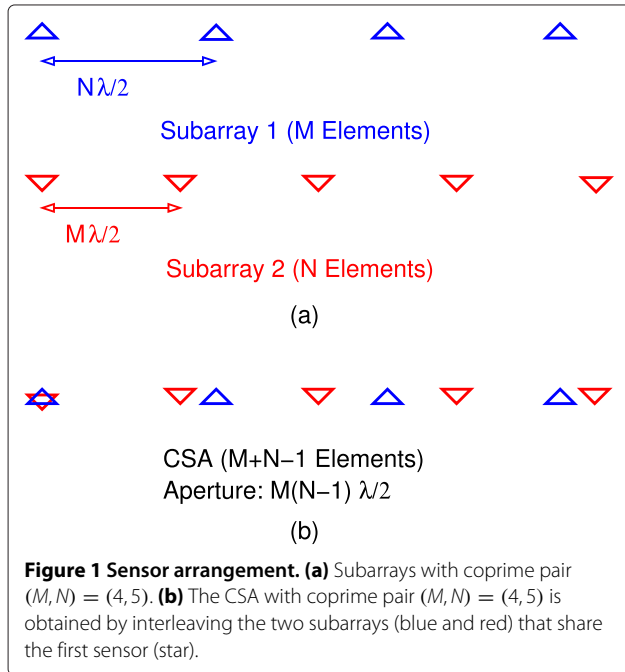 Nλ/2
Subarray 1 (M Elements)
Mλ/2
Subarray 2 (N Elements)
(a)
CSA (M+N−1 Elements)
Aperture: M(N−1) λ/2
(b)
Figure 1 Sensor arrangement. (a) Subarrays with coprime pair
(M, N) = (4, 5). (b) The CSA with coprime pair (M, N) = (4, 5) is
obtained by interleaving the two subarrays (blue and red) that share
the first sensor (star).